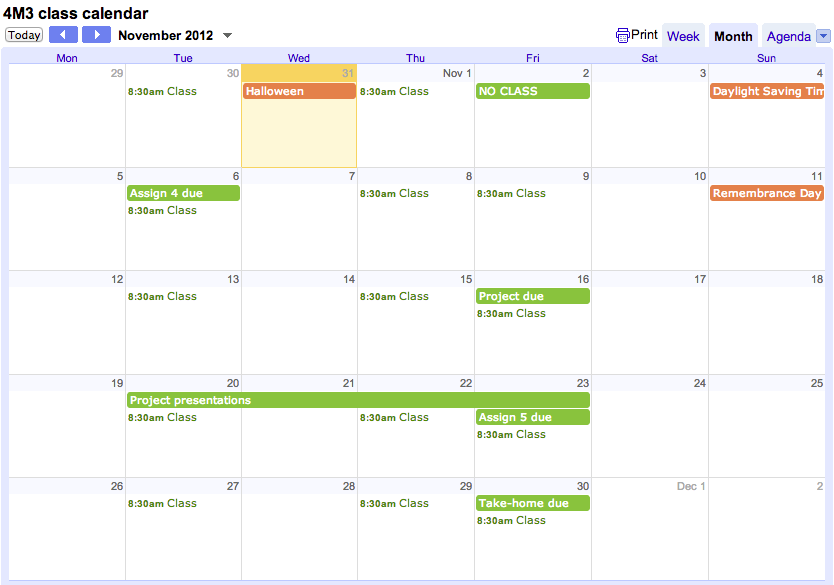 4M3 class calendar
Today November 2012 Print Week Month Agenda
Mon Tue Wed Thu Fri Sat Sun
29 30 31 Nov 1 2 3 4
8:30am Class Halloween 8:30am Class NO CLASS Daylight Saving Tim
5 6 7 8 9 10 11
Assign 4 due 8:30am Class 8:30am Class Remembrance Day
8:30am Class
12 13 14 15 16 17 18
8:30am Class 8:30am Class Project due
8:30am Class
19 20 21 22 23 24 25
Project presentations
8:30am Class 8:30am Class Assign 5 due
8:30am Class
26 27 28 29 30 Dec 1 2
8:30am Class 8:30am Class Take-home due
8:30am Class